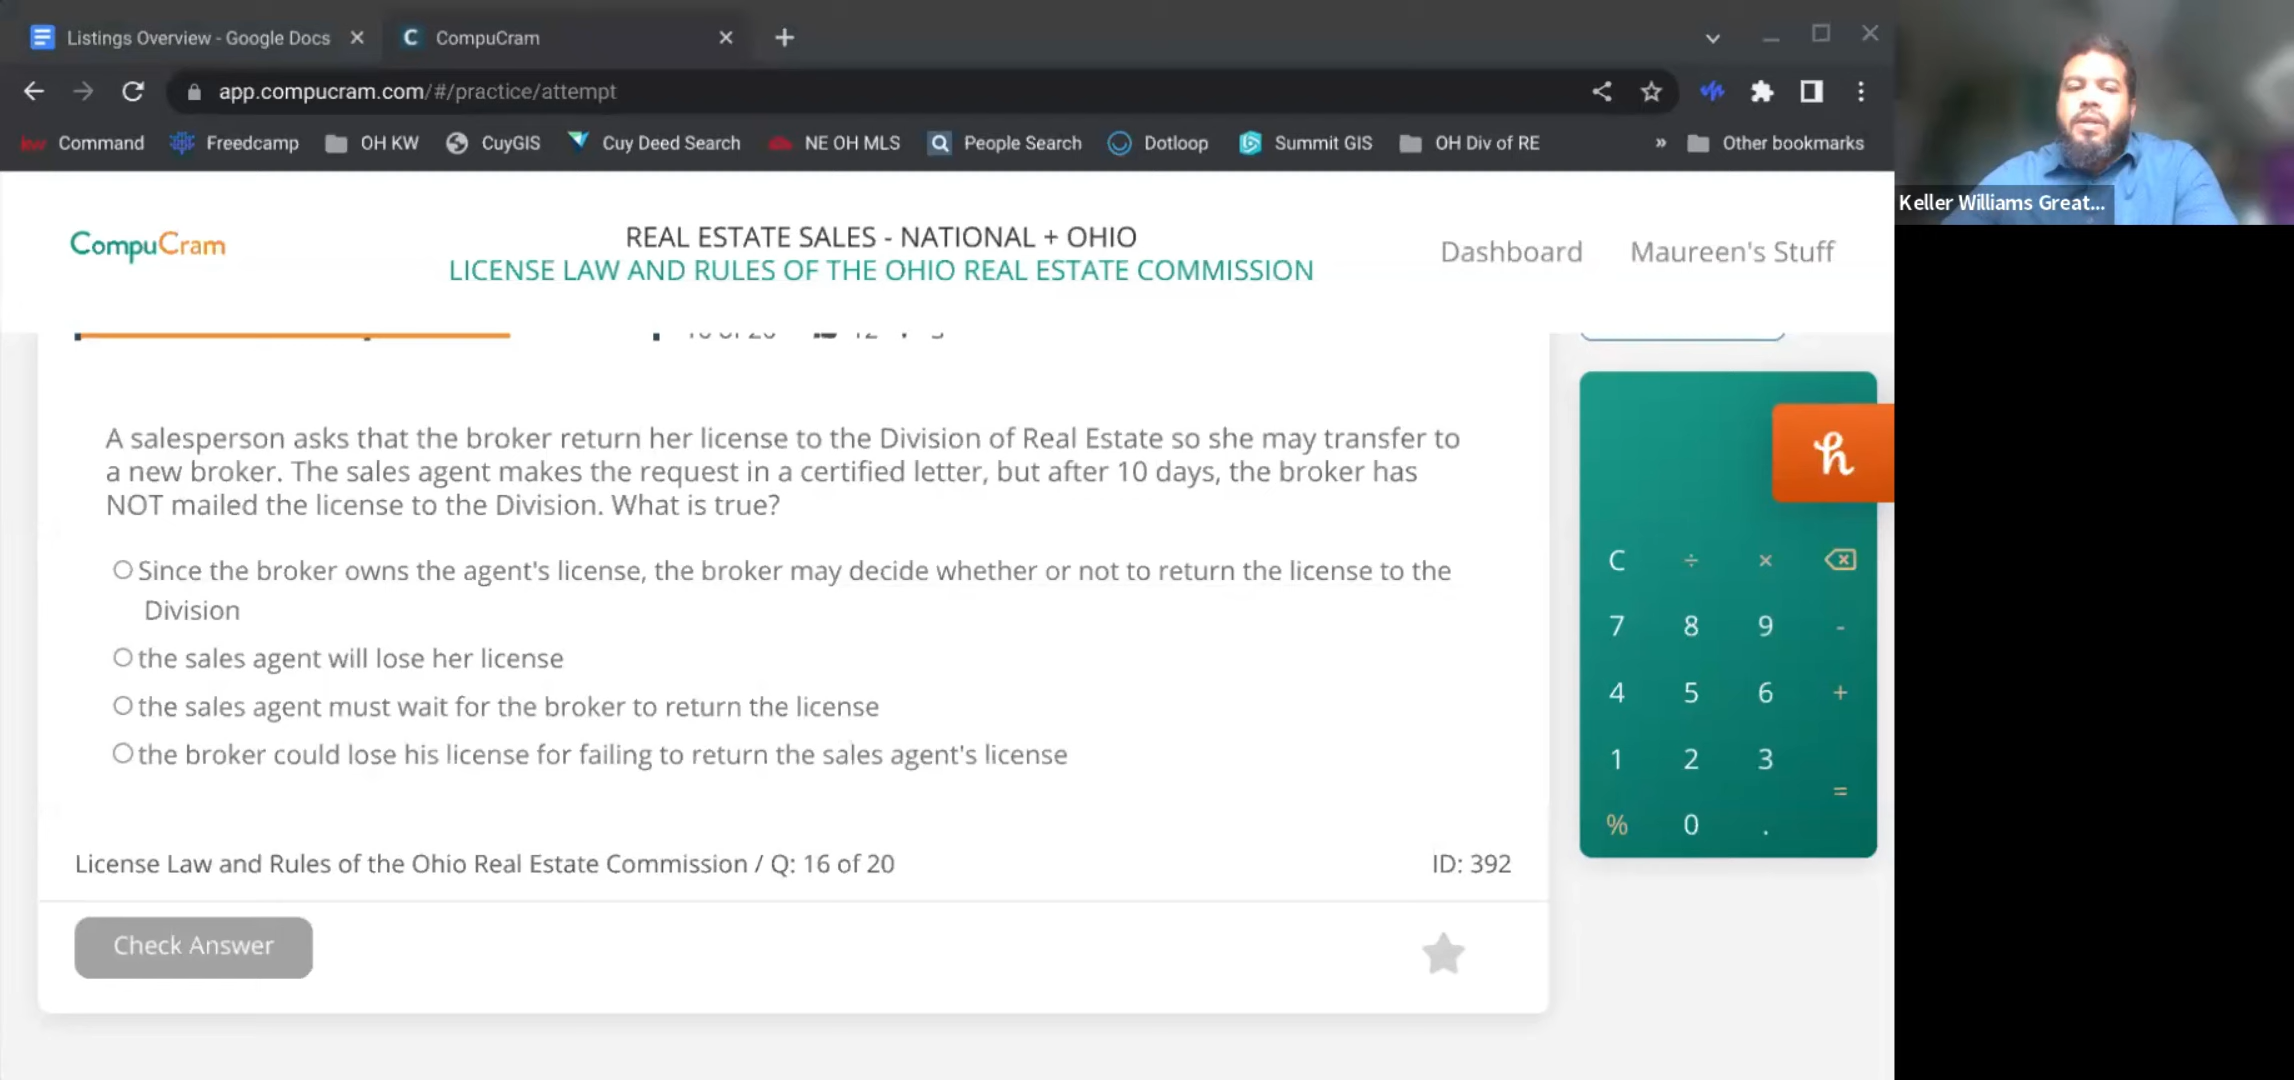 Listings Overview - Google Docs
CompuCram
app.compucram.com/#/practice/attempt
Command
Freedcamp
OH KW
CuyGIS
Cuy Deed Search
NE OH MLS
People Search
Dotloop
Summit GIS
OH Div of RE
»
Other bookmarks
Keller Williams Great...
CompuCram
REAL ESTATE SALES - NATIONAL + OHIO
LICENSE LAW AND RULES OF THE OHIO REAL ESTATE COMMISSION
Dashboard
Maureen's Stuff
A salesperson asks that the broker return her license to the Division of Real Estate so she may transfer to
a new broker. The sales agent makes the request in a certified letter, but after 10 days, the broker has
NOT mailed the license to the Division. What is true?
Since the broker owns the agent's license, the broker may decide whether or not to return the license to the
Division
the sales agent will lose her license
the sales agent must wait for the broker to return the license
the broker could lose his license for failing to return the sales agent's license
License Law and Rules of the Ohio Real Estate Commission / Q: 16 of 20
ID: 392
Check Answer
h
C ÷ ×
7 8 9 -
4 5 6 +
1 2 3
=
% 0 .